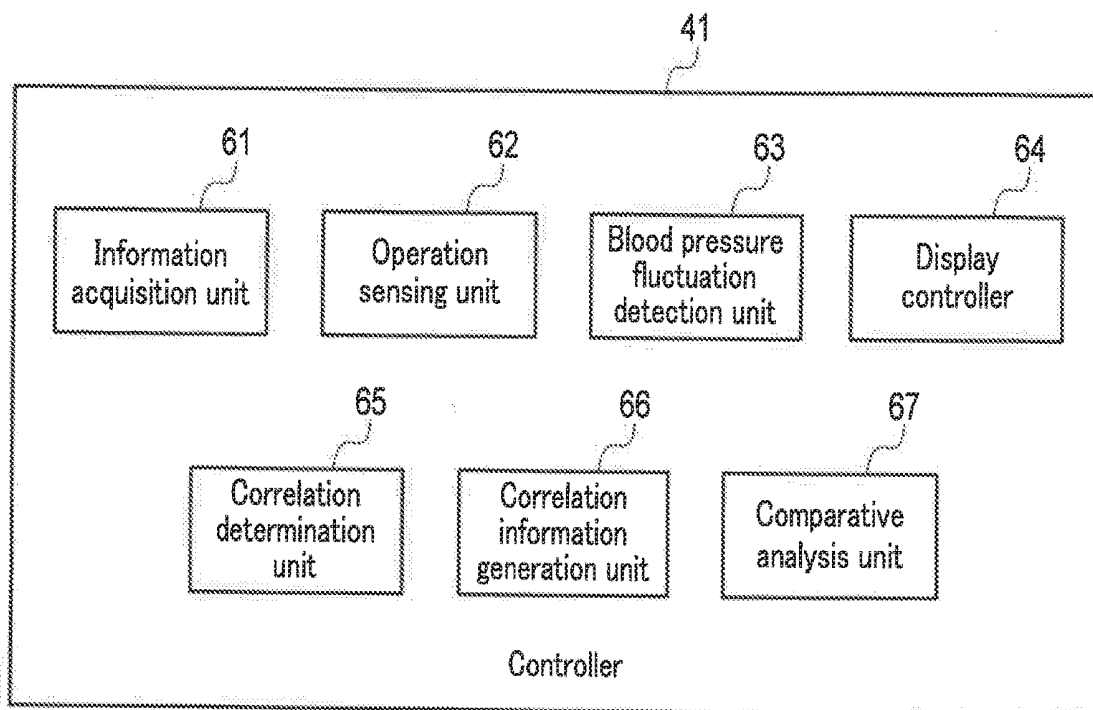 41
61
62
63
64
Information
acquisition unit
Operation
sensing unit
Blood pressure
fluctuation
detection unit
Display
controller
65
66
67
Correlation
determination
unit
Correlation
information
generation unit
Comparative
analysis unit
Controller